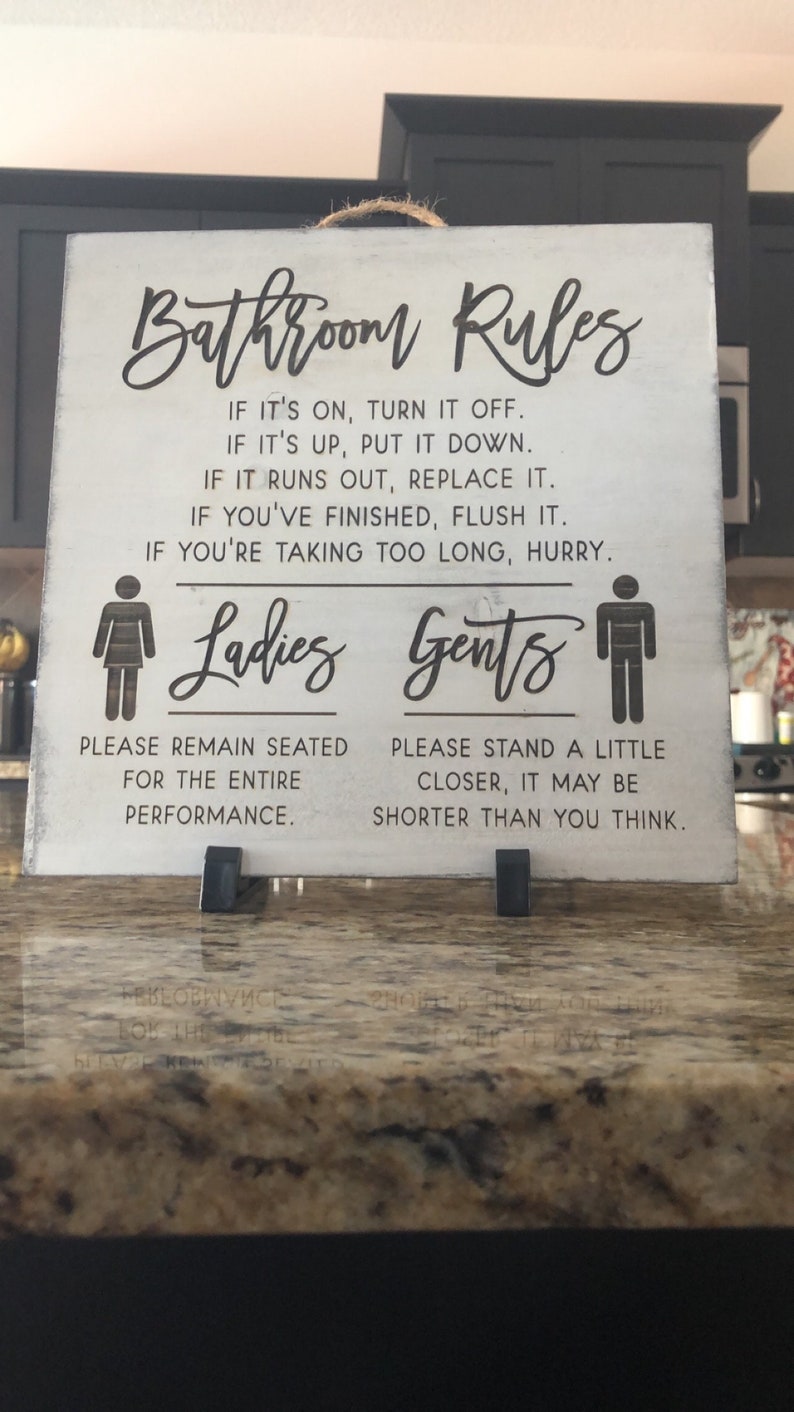 Bathroom Rules
IF IT'S ON, TURN IT OFF.
IF IT'S UP, PUT IT DOWN.
IF IT RUNS OUT, REPLACE IT.
IF YOU'VE FINISHED, FLUSH IT.
IF YOU'RE TAKING TOO LONG, HURRY.
Ladies
PLEASE REMAIN SEATED
FOR THE ENTIRE
PERFORMANCE.
Gents
PLEASE STAND A LITTLE
CLOSER, IT MAY BE
SHORTER THAN YOU THINK.